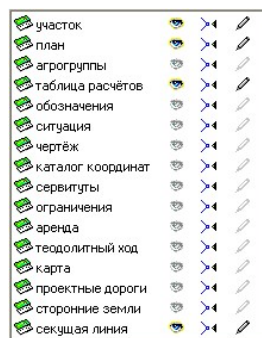 участок
план
агрогруппы
таблица расчётов
обозначения
ситуация
чертёж
каталог координат
сервитуты
ограничения
аренда
теодолитный ход
карта
проектные дороги
сторонние земли
секущая линия